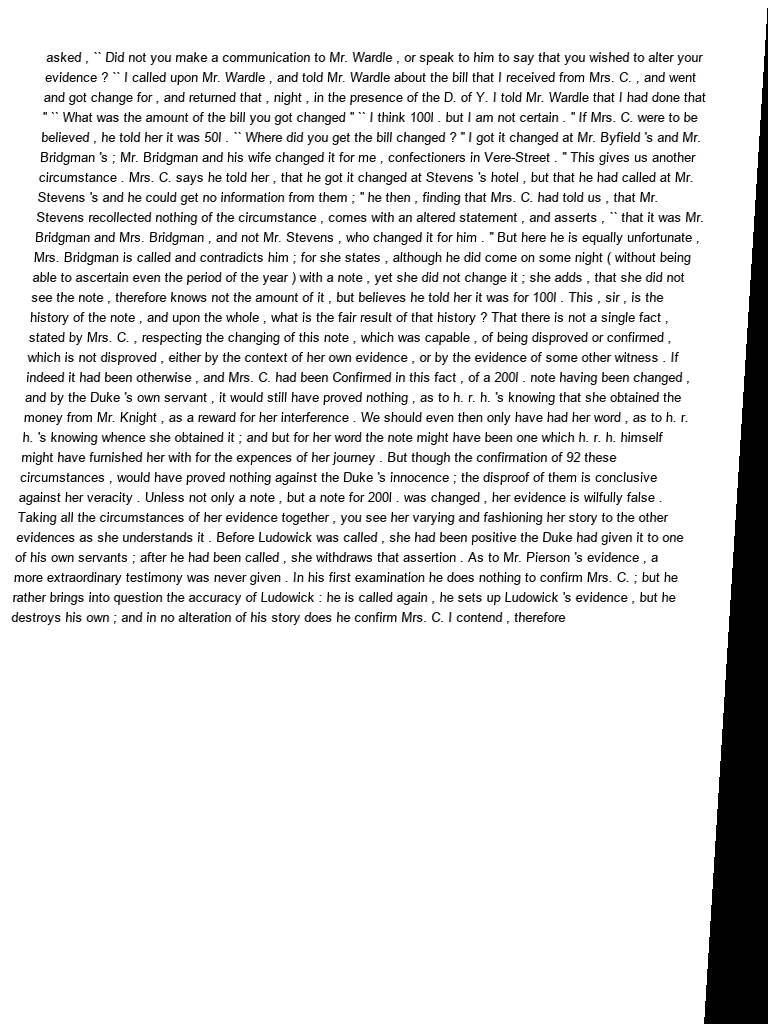 asked , `` Did not you make a communication to Mr. Wardle , or speak to him to say that you wished to alter your
evidence ? `` I called upon Mr. Wardle , and told Mr. Wardle about the bill that I received from Mrs. C. , and went
and got change for , and returned that , night , in the presence of the D. of Y. I told Mr. Wardle that I had done that
" `` What was the amount of the bill you got changed " `` I think 100l . but I am not certain . " If Mrs. C. were to be
believed , he told her it was 50l . `` Where did you get the bill changed ? " I got it changed at Mr. Byfield 's and Mr.
Bridgman 's ; Mr. Bridgman and his wife changed it for me , confectioners in Vere-Street . " This gives us another
circumstance . Mrs. C. says he told her , that he got it changed at Stevens 's hotel , but that he had called at Mr.
Stevens 's and he could get no information from them ; " he then , finding that Mrs. C. had told us , that Mr.
Stevens recollected nothing of the circumstance , comes with an altered statement , and asserts , `` that it was Mr.
Bridgman and Mrs. Bridgman , and not Mr. Stevens , who changed it for him . " But here he is equally unfortunate ,
Mrs. Bridgman is called and contradicts him ; for she states , although he did come on some night ( without being
able to ascertain even the period of the year ) with a note , yet she did not change it ; she adds , that she did not
see the note , therefore knows not the amount of it , but believes he told her it was for 100l . This , sir , is the
history of the note , and upon the whole , what is the fair result of that history ? That there is not a single fact ,
stated by Mrs. C. , respecting the changing of this note , which was capable , of being disproved or confirmed ,
which is not disproved , either by the context of her own evidence , or by the evidence of some other witness . If
indeed it had been otherwise , and Mrs. C. had been Confirmed in this fact , of a 200l . note having been changed ,
and by the Duke 's own servant , it would still have proved nothing , as to h. r. h. 's knowing that she obtained the
money from Mr. Knight , as a reward for her interference . We should even then only have had her word , as to h. r.
h. 's knowing whence she obtained it ; and but for her word the note might have been one which h. r. h. himself
might have furnished her with for the expences of her journey . But though the confirmation of 92 these
circumstances , would have proved nothing against the Duke 's innocence ; the disproof of them is conclusive
against her veracity . Unless not only a note , but a note for 200l . was changed , her evidence is wilfully false .
Taking all the circumstances of her evidence together , you see her varying and fashioning her story to the other
evidences as she understands it . Before Ludowick was called , she had been positive the Duke had given it to one
of his own servants ; after he had been called , she withdraws that assertion . As to Mr. Pierson 's evidence , a
more extraordinary testimony was never given . In his first examination he does nothing to confirm Mrs. C. ; but he
rather brings into question the accuracy of Ludowick : he is called again , he sets up Ludowick 's evidence , but he
destroys his own ; and in no alteration of his story does he confirm Mrs. C. I contend , therefore